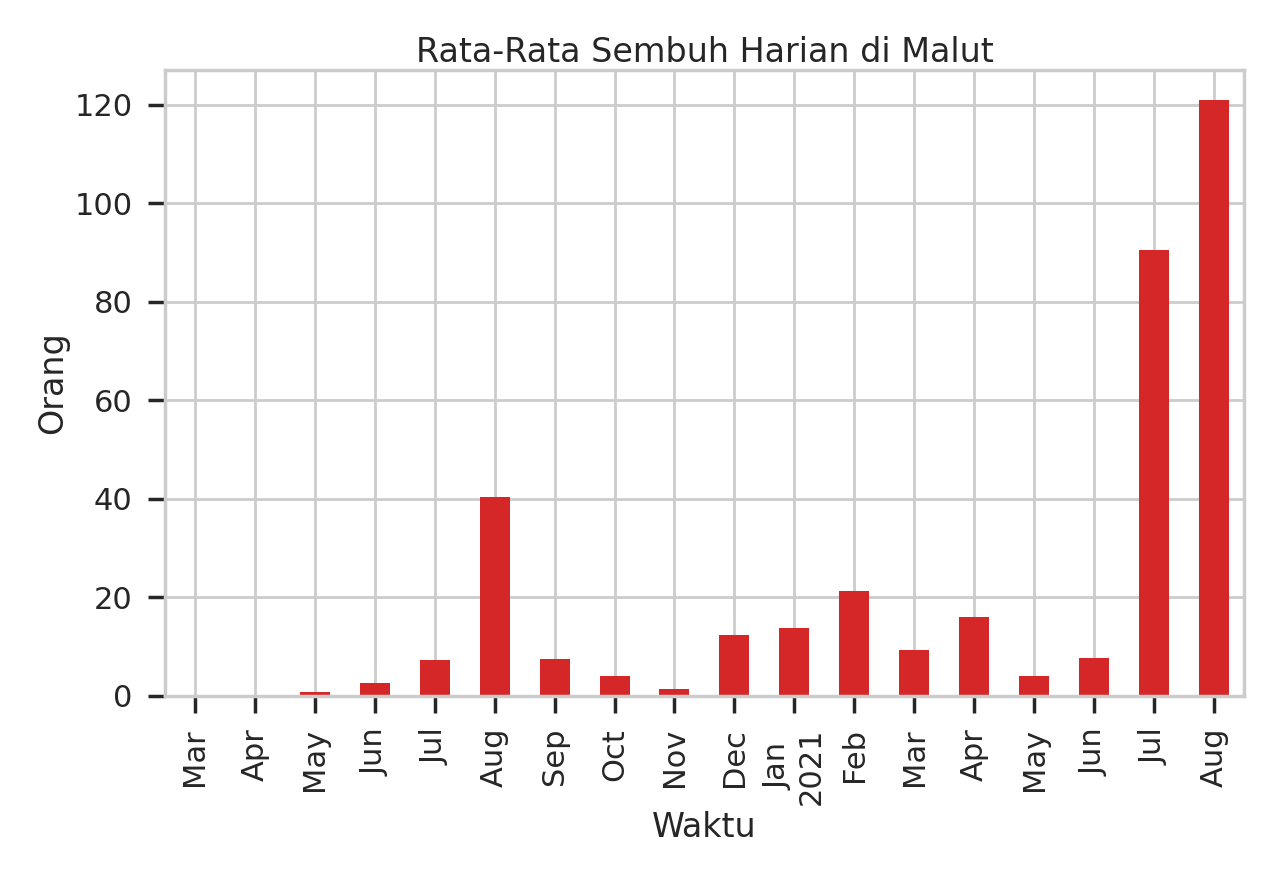 Rata-Rata Sembuh Harian di Malut
120
100
80
60
40
20
0
Orang
Mar
Apr
May
Jun
Jul
Aug
Sep
Oct
Nov
Dec
Jan
2021
Feb
Mar
Apr
May
Jun
Jul
Aug
Waktu